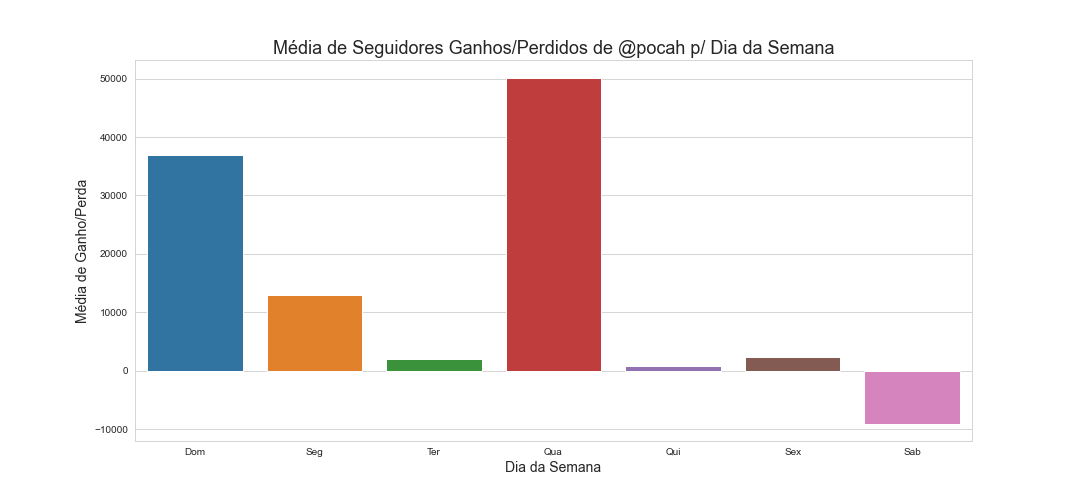 Média de Seguidores Ganhos/Perdidos de @pocah p/ Dia da Semana
Média de Ganho/Perda
50000
40000
30000
20000
10000
0
−10000
Dom Seg Ter Qua Qui Sex Sab
Dia da Semana